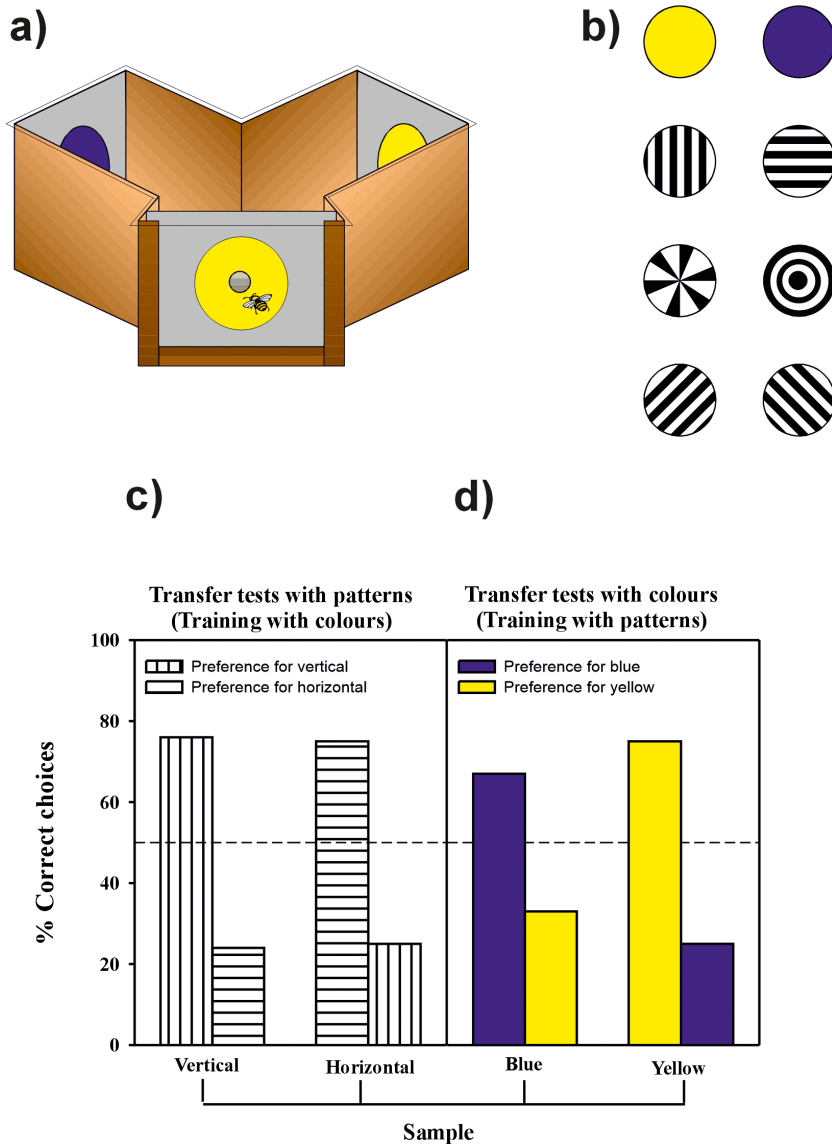 a)
b)
c)
d)
Transfer tests with patterns
(Training with colours)
Transfer tests with colours
(Training with patterns)
100
80
60
40
20
0
% Correct choices
Preference for vertical
Preference for horizontal
Preference for blue
Preference for yellow
Vertical
Horizontal
Blue
Yellow
Sample